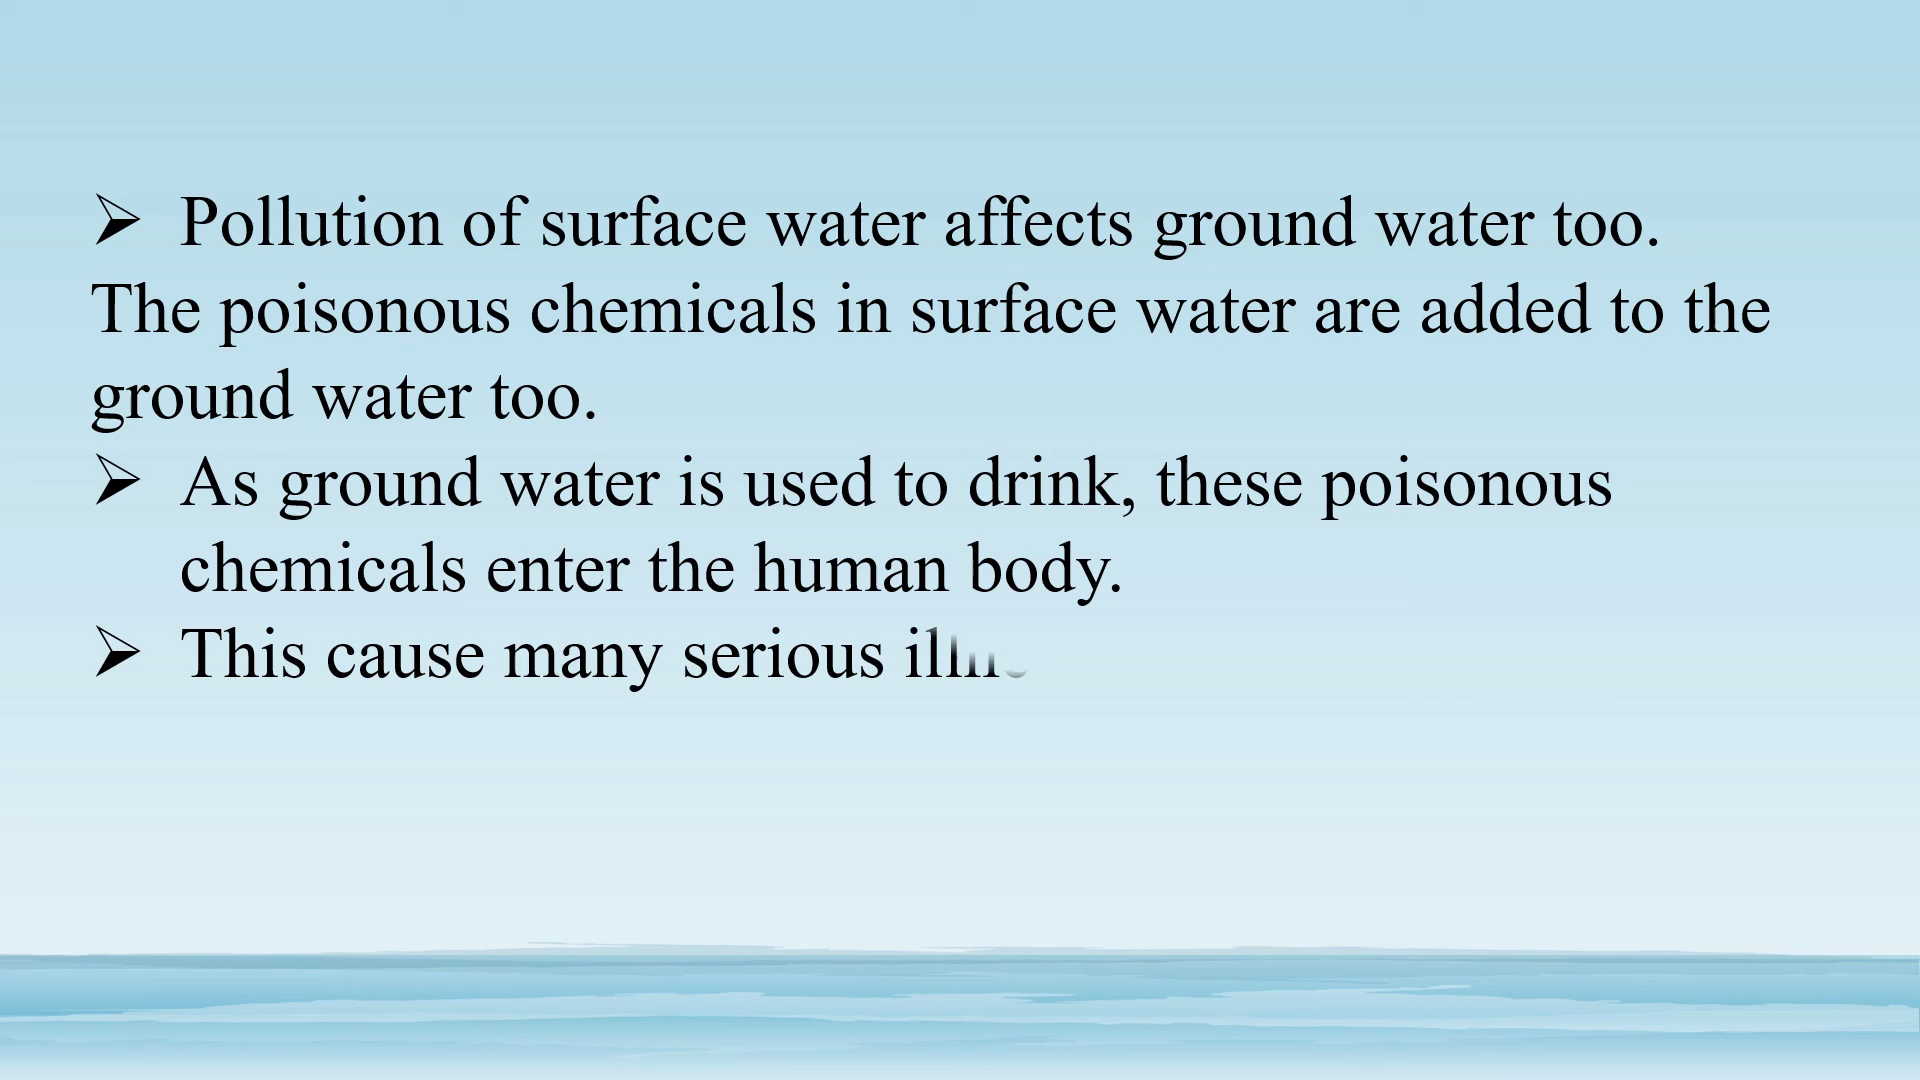 ➢ Pollution of surface water affects ground water too.
The poisonous chemicals in surface water are added to the
ground water too.
➢ As ground water is used to drink, these poisonous
chemicals enter the human body.
➢ This cause many serious